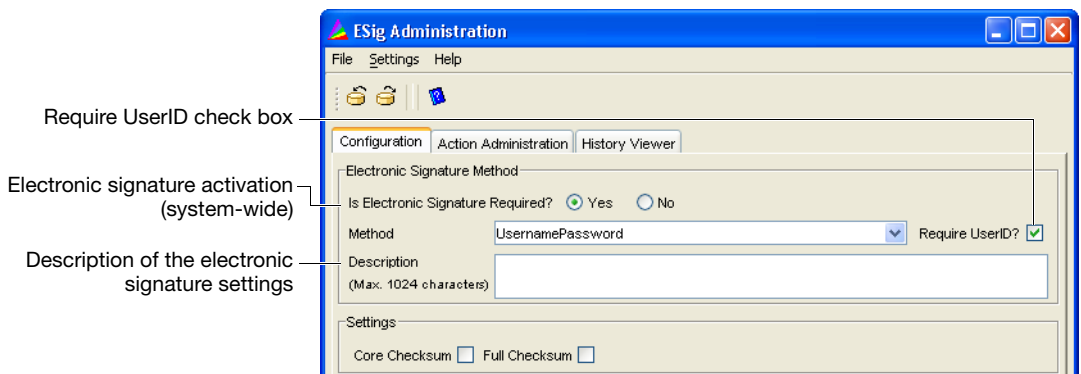 ESig Administration
File Settings Help
Require UserID check box
Configuration Action Administration History Viewer
Electronic Signature Method
Electronic signature activation
(system-wide)
Is Electronic Signature Required? Yes No
Method UsernamePassword Require UserID?
Description of the electronic
signature settings
Description
(Max. 1024 characters)
Settings
Core Checksum Full Checksum